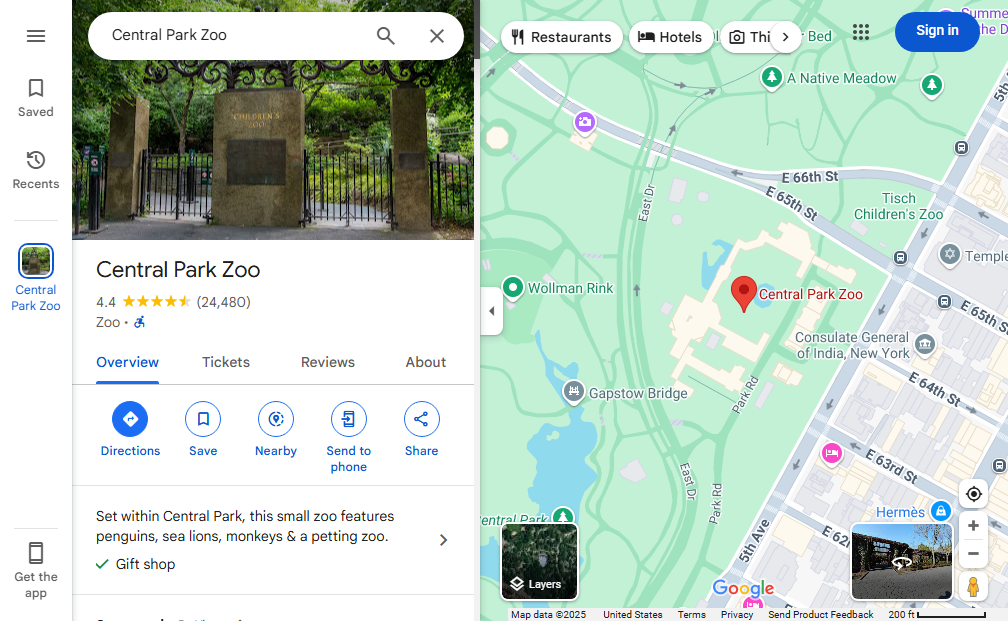 Central Park Zoo
Saved
Recents
Central
Park Zoo
Get the
app
CHILDREN'S
ZOO
Central Park Zoo
4.4 (24,480)
Zoo ·
Overview
Tickets
Reviews
About
Directions
Save
Nearby
Send to
phone
Share
Set within Central Park, this small zoo features
penguins, sea lions, monkeys & a petting zoo.
Gift shop
Restaurants
Hotels
Thi
Bed
Sign in
A Native Meadow
5th
E 66th St
E 65th St
East Dr
Tisch
Children's Zoo
Temple
Wollman Rink
Central Park Zoo
E 65th
Consulate General
of India, New York
Gapstow Bridge
Park Rd
E 64th St
E 63rd St
East Dr
Park Rd
Hermès
entral Park
5th Ave
E 62
Layers
Google
Map data ©2025
United States
Terms
Privacy
Send Product Feedback
200 ft